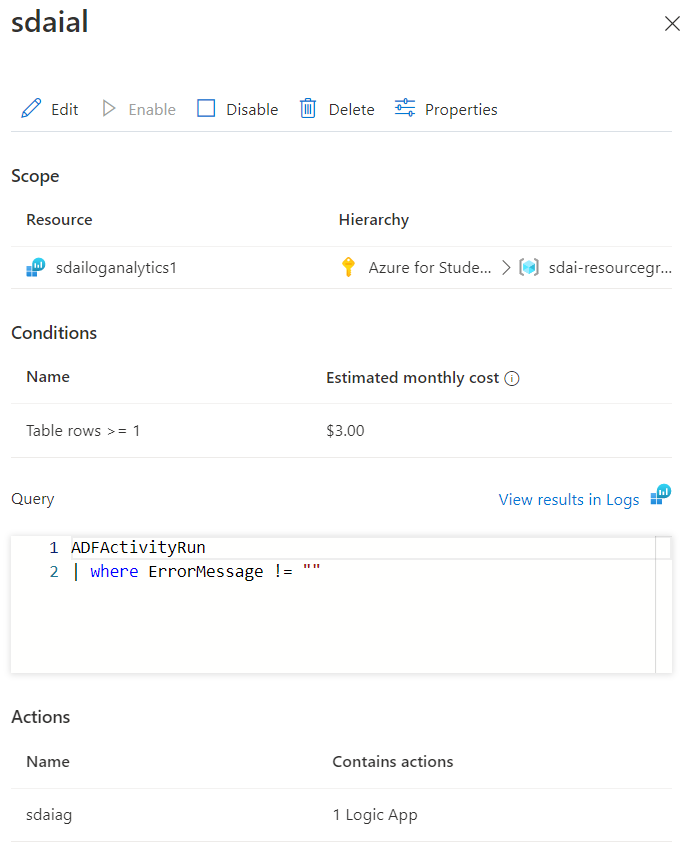 sdaial
Edit Enable Disable Delete Properties
Scope
Resource Hierarchy
sdailoganalytics1 Azure for Stude... > sdai-resourcegr...
Conditions
Name Estimated monthly cost
Table rows >= 1 $3.00
Query View results in Logs
1 ADFActivityRun
2 | where ErrorMessage != ""
Actions
Name Contains actions
sdaiag 1 Logic App